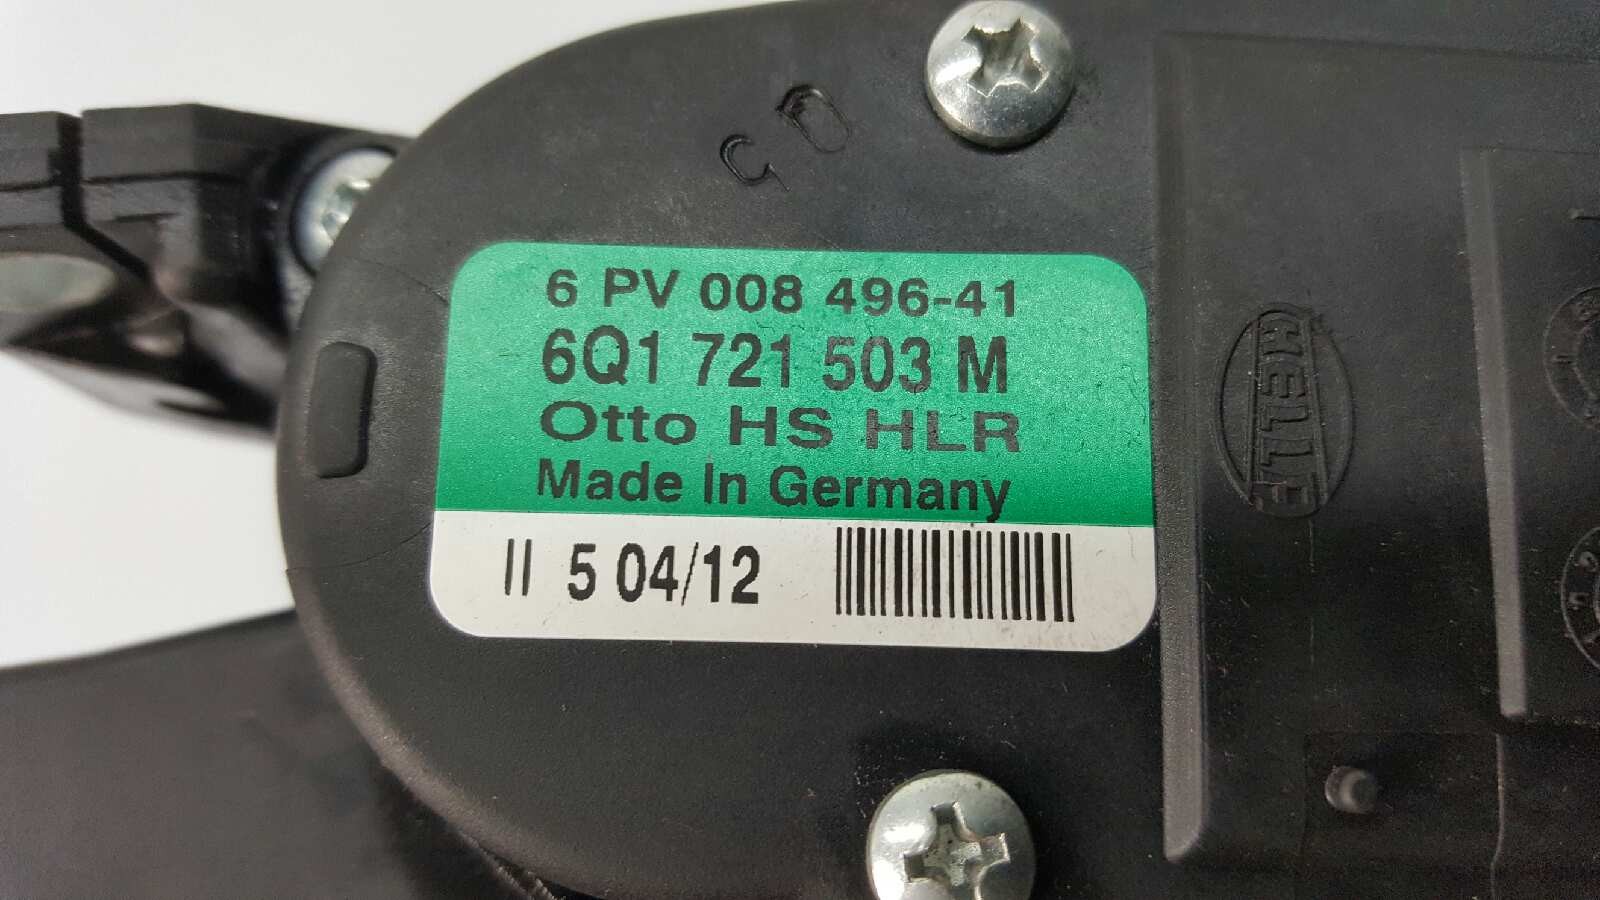 6 PV 008 496-41
6Q1 721 503 M
Otto HS HLR
Made In Germany
II 5 04/12
HELLA